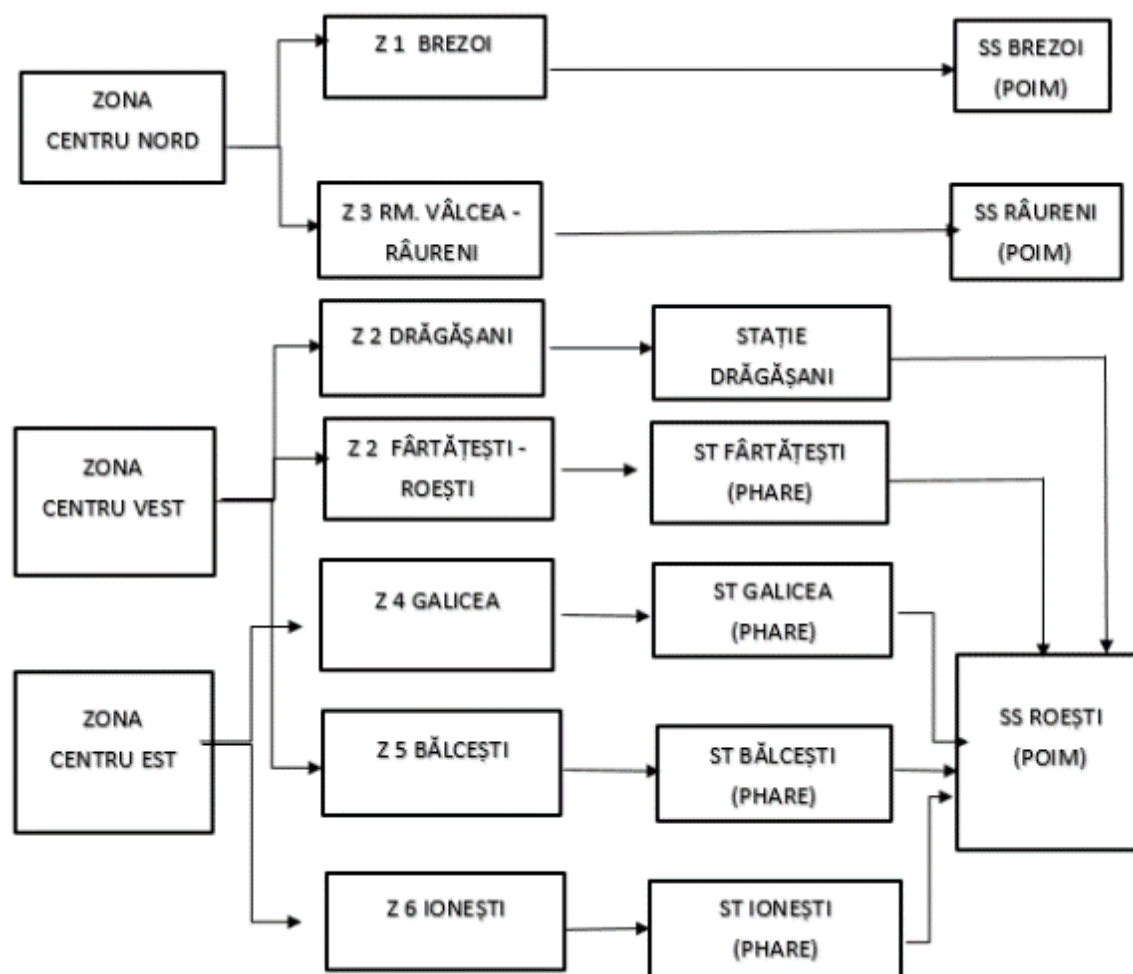 Z 1 BREZOI
SS BREZOI
(POIM)
ZONA
CENTRU NORD
Z 3 RM. VÂLCEA -
RÂURENI
SS RÂURENI
(POIM)
Z 2 DRĂGĂȘANI
STAȚIE
DRĂGĂȘANI
ZONA
CENTRU VEST
Z 2 FÂRTĂȚEȘTI -
ROEȘTI
ST FÂRTĂȚEȘTI
(PHARE)
Z 4 GALICEA
ST GALICEA
(PHARE)
ZONA
CENTRU EST
SS ROEȘTI
(POIM)
Z 5 BĂLCEȘTI
ST BĂLCEȘTI
(PHARE)
Z 6 IONEȘTI
ST IONEȘTI
(PHARE)